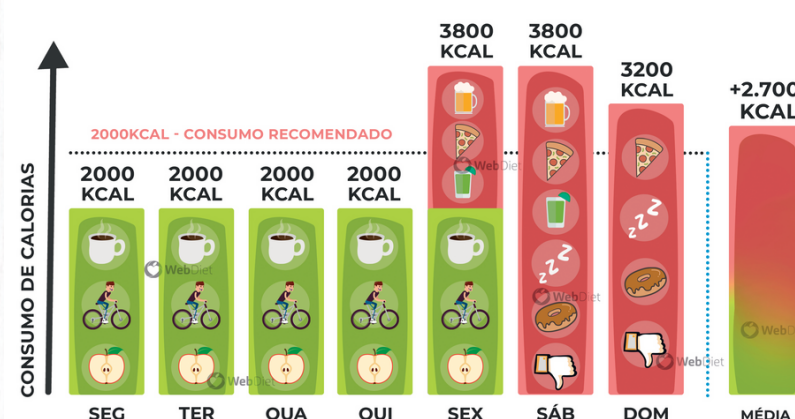 3800
KCAL
3800
KCAL
3200
KCAL
+2.700
KCAL
2000KCAL - CONSUMO RECOMENDADO
2000
KCAL
2000
KCAL
2000
KCAL
2000
KCAL
CONSUMO DE CALORIAS
WebDiet
WebDiet
WebDiet
WebDiet
WebDiet
WebD
SEG
TER
QUA
QUI
SEX
SÁB
DOM
MÉDIA